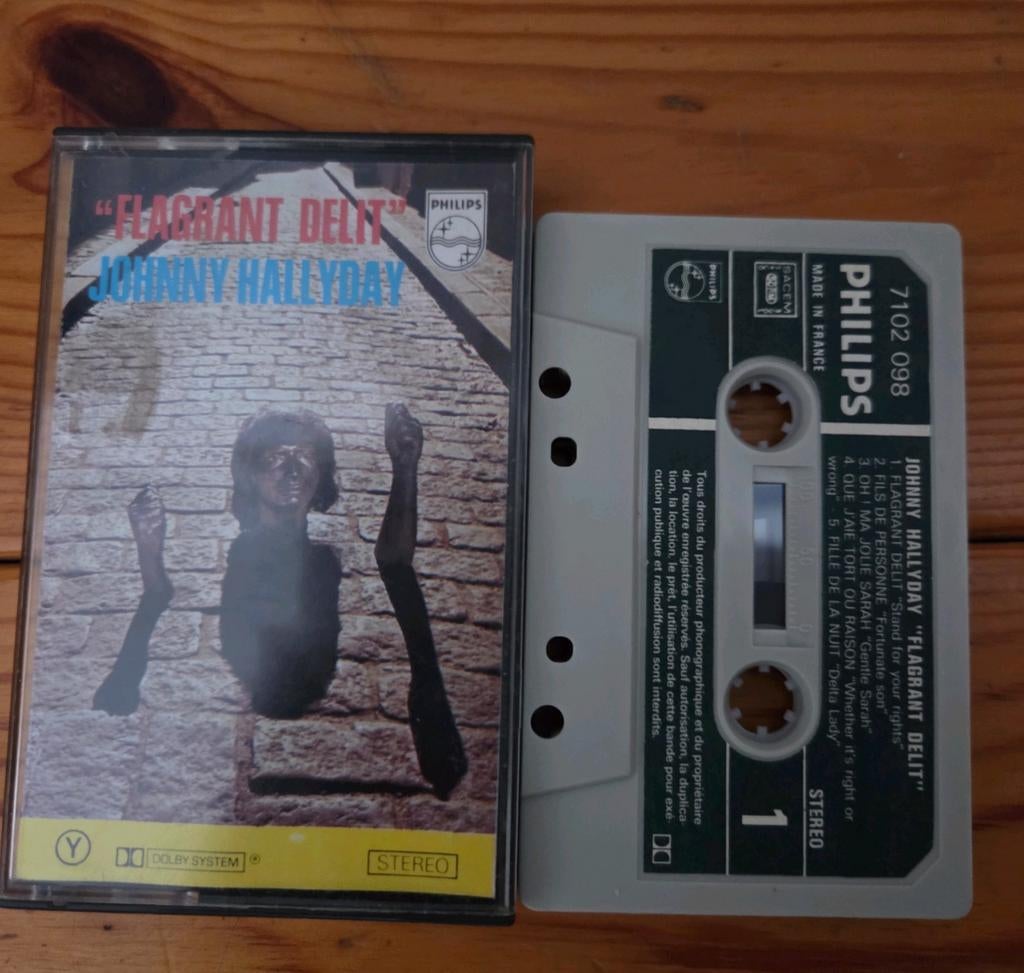 "FLAGRANT DELIT"
JOHNNY HALLYDAY
PHILIPS
Y
DOLBY SYSTEM ®
STEREO
7102 098
PHILIPS
MADE IN FRANCE
SACEM
PHILIPS
JOHNNY HALLYDAY "FLAGRANT DELIT"
1. FLAGRANT DELIT "Stand for your rights"
2. FILS DE PERSONNE "Fortunate son"
3. OH ! MA JOLIE SARAH "Gentle Sarah"
4. QUE J'AIE TORT OU RAISON "Whether it's right or
wrong" · 5. FILLE DE LA NUIT "Delta Lady"
STEREO
1
100 50 0
Tous droits du producteur phonographique et du propriétaire
de l'œuvre enregistrée réservés. Sauf autorisation, la duplica-
tion, la location, le prêt, l'utilisation de cette bande pour exé-
cution publique et radiodiffusion sont interdits.